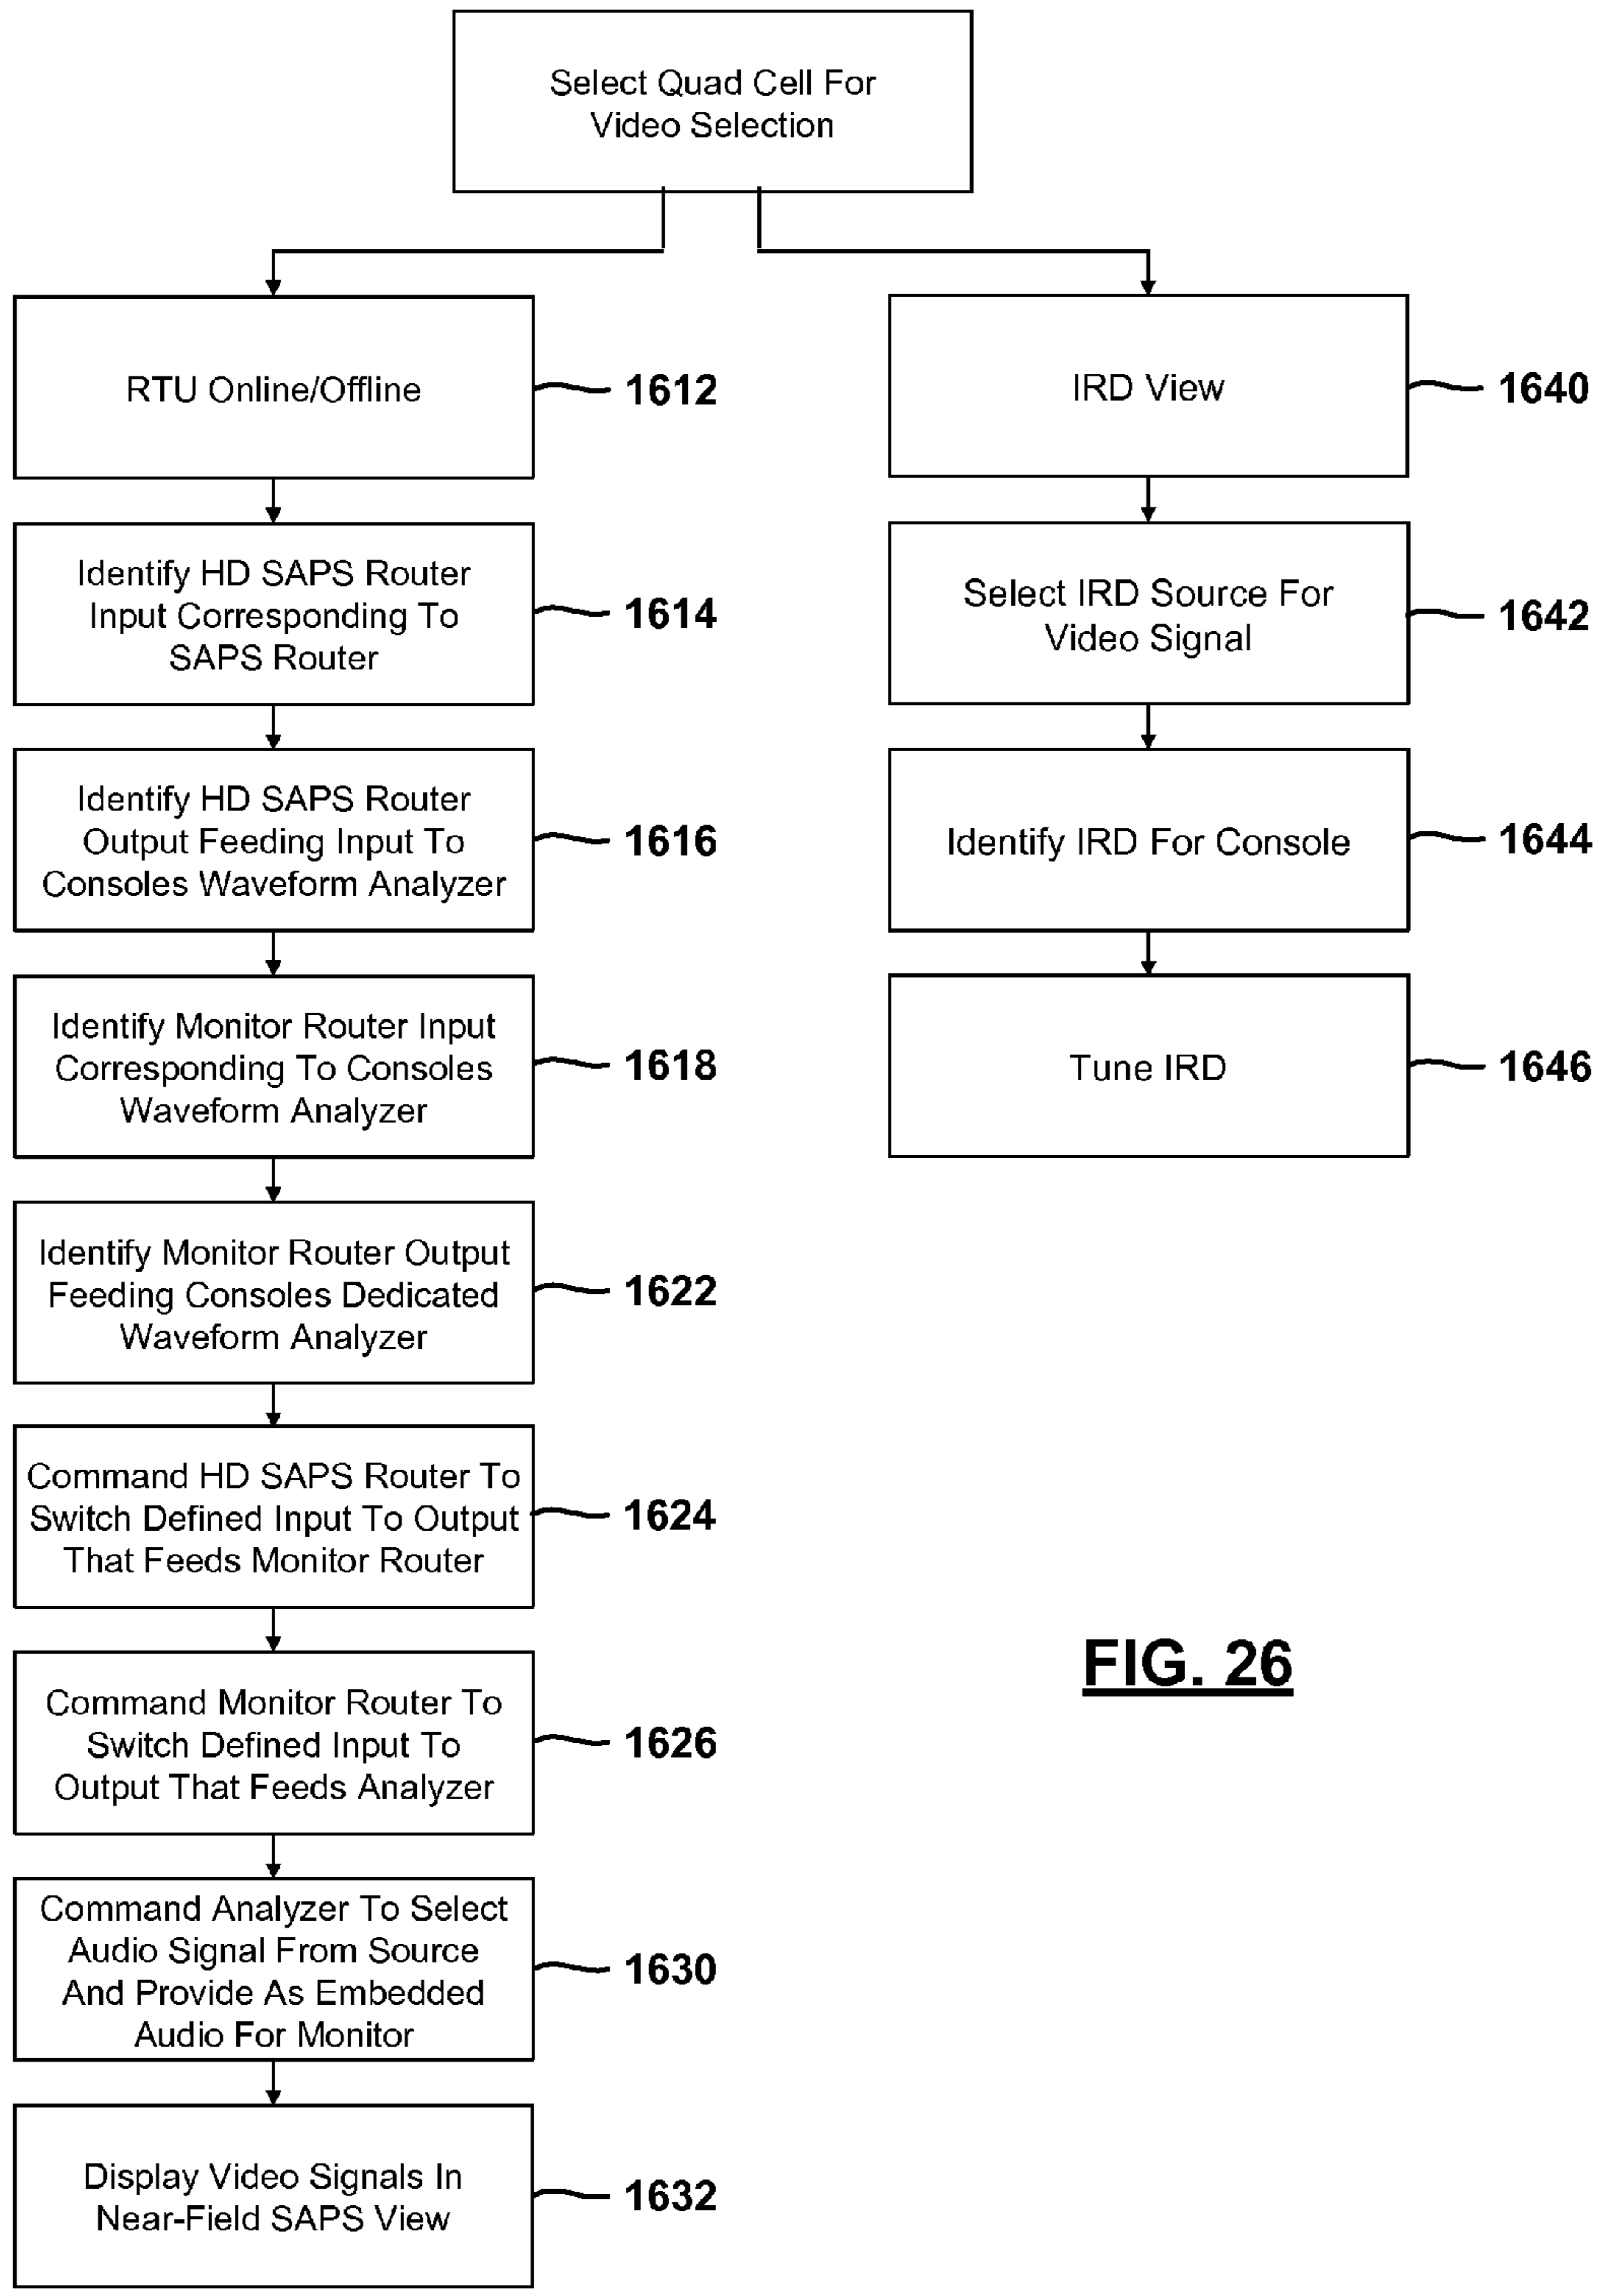 Select Quad Cell For
Video Selection
RTU Online/Offline
1612
Identify HD SAPS Router
Input Corresponding To
SAPS Router
1614
Identify HD SAPS Router
Output Feeding Input To
Consoles Waveform Analyzer
1616
Identify Monitor Router Input
Corresponding To Consoles
Waveform Analyzer
1618
Identify Monitor Router Output
Feeding Consoles Dedicated
Waveform Analyzer
1622
Command HD SAPS Router To
Switch Defined Input To Output
That Feeds Monitor Router
1624
Command Monitor Router To
Switch Defined Input To
Output That Feeds Analyzer
1626
Command Analyzer To Select
Audio Signal From Source
And Provide As Embedded
Audio For Monitor
1630
Display Video Signals In
Near-Field SAPS View
1632
IRD View
1640
Select IRD Source For
Video Signal
1642
Identify IRD For Console
1644
Tune IRD
1646
FIG. 26